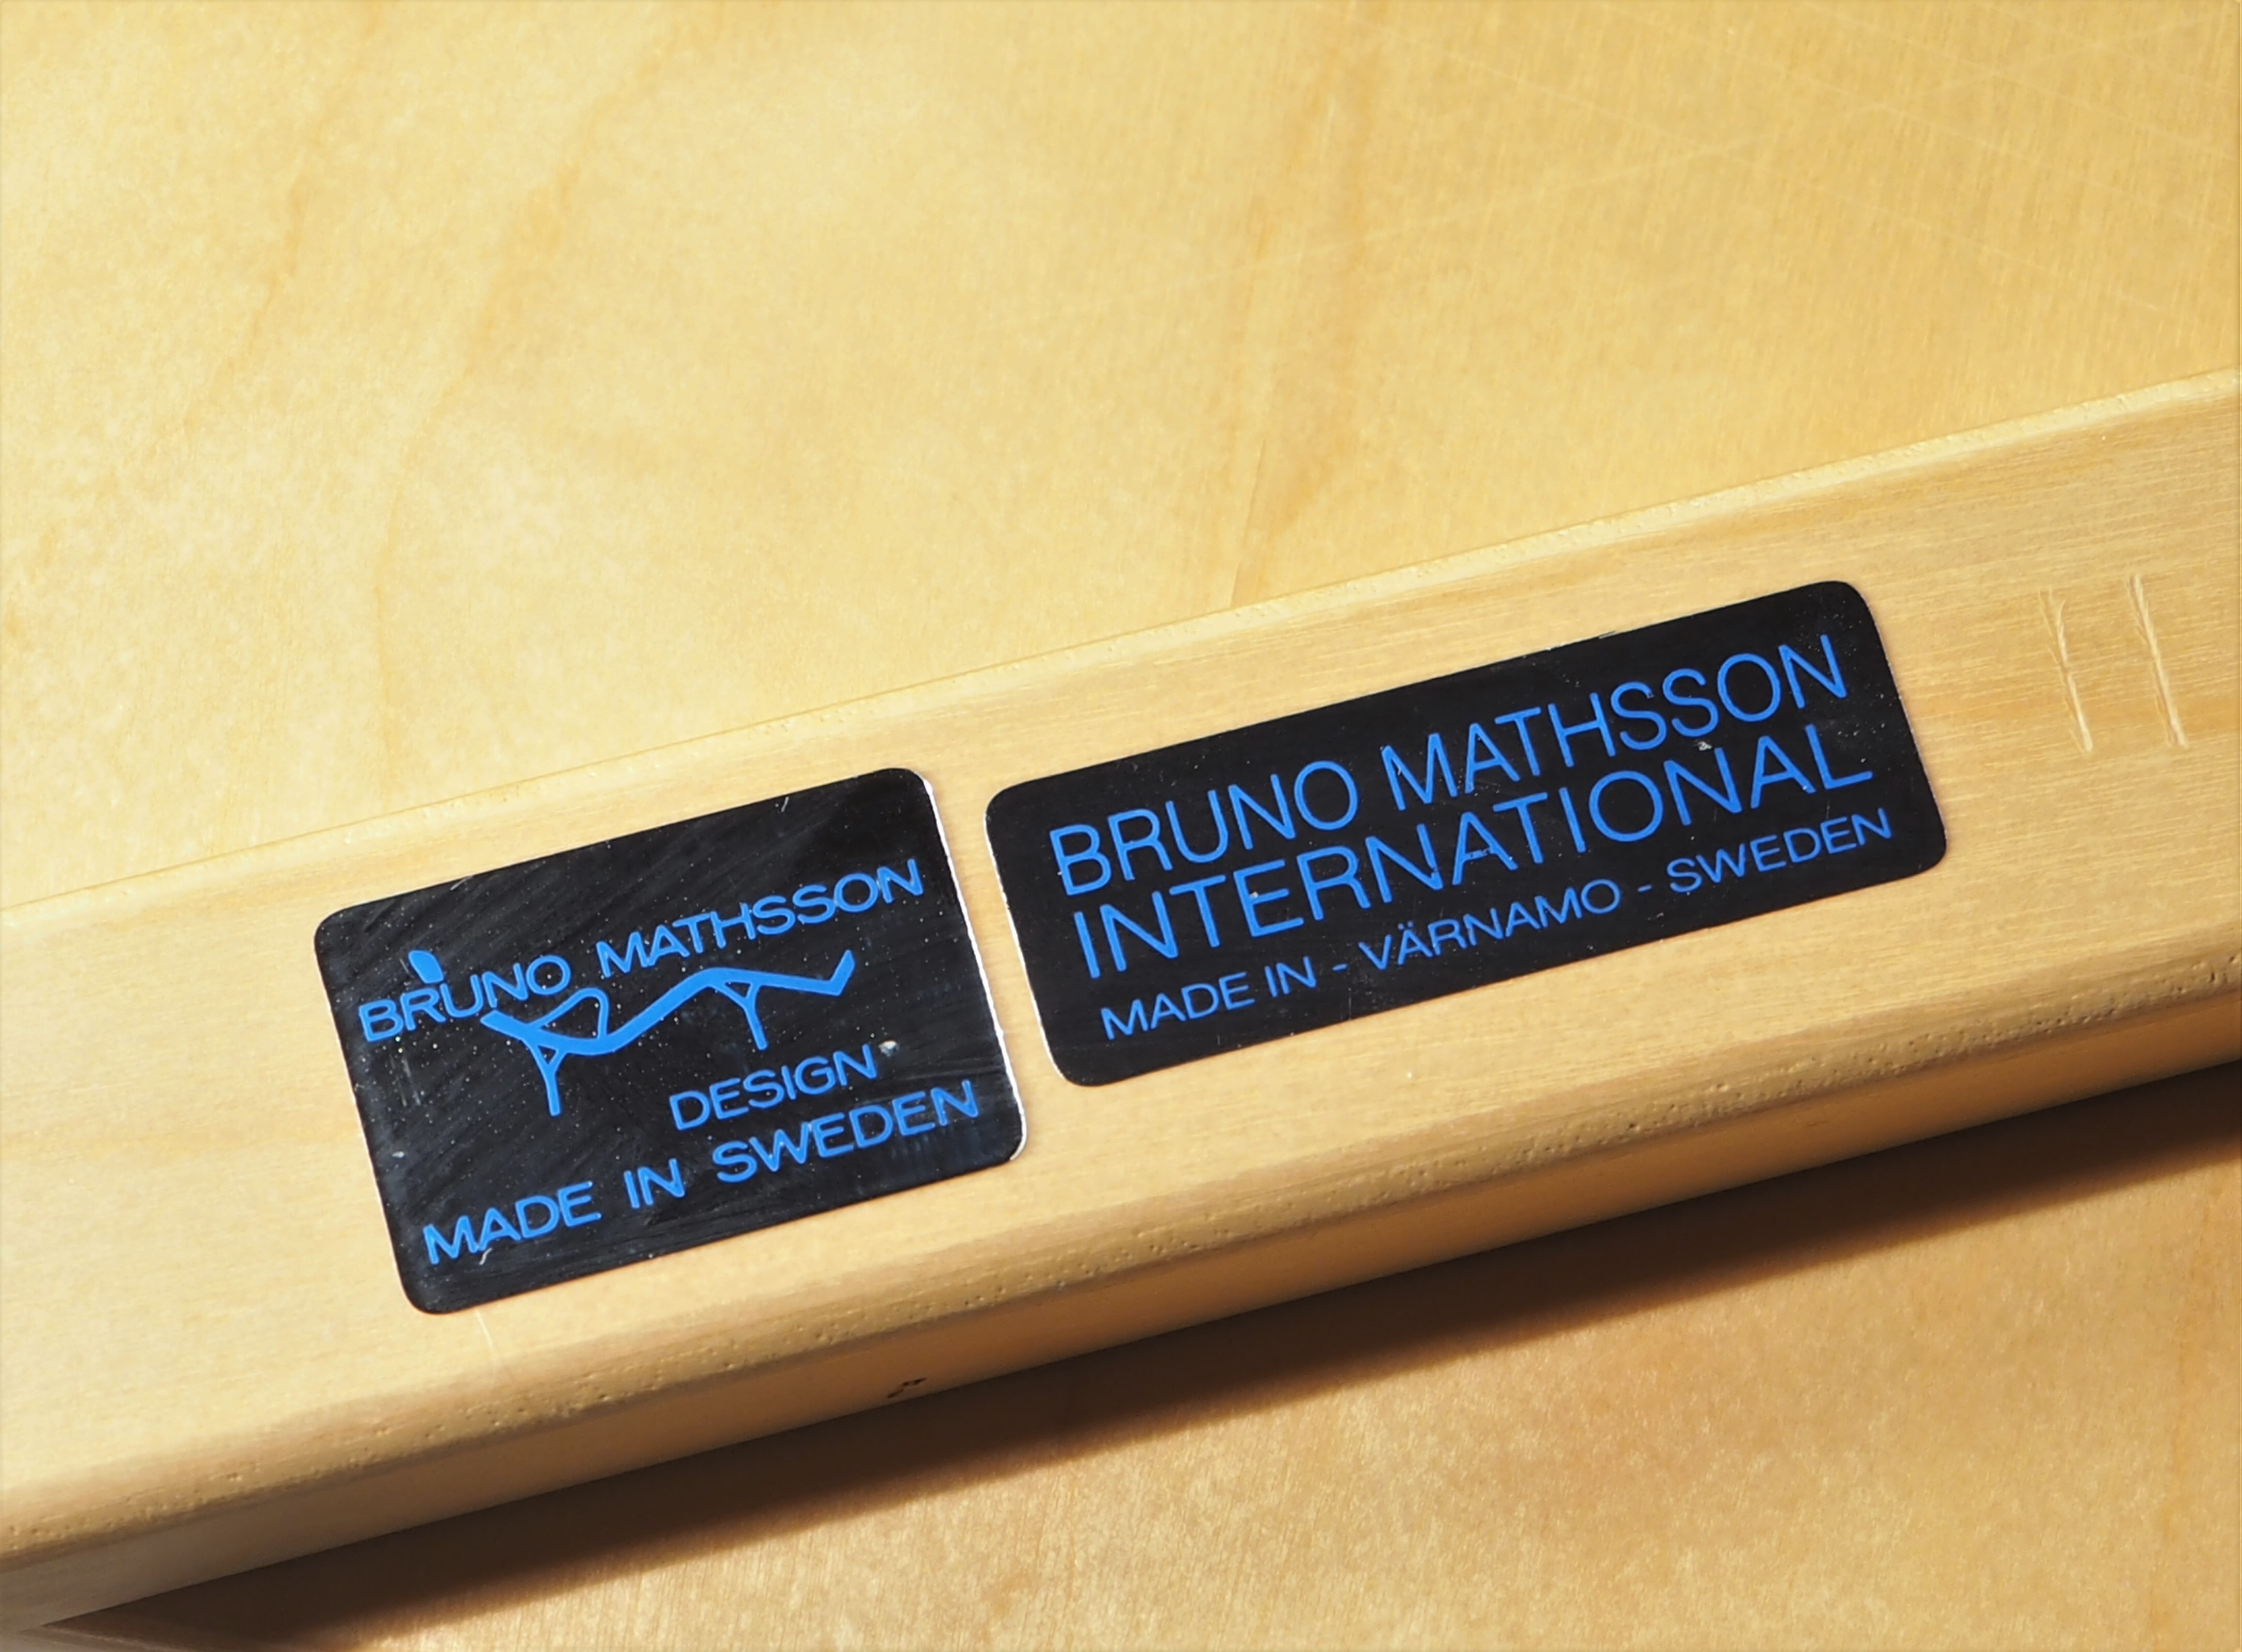 BRUNO MATHSSON
DESIGN
MADE IN SWEDEN
BRUNO MATHSSON
INTERNATIONAL
MADE IN - VÄRNAMO - SWEDEN